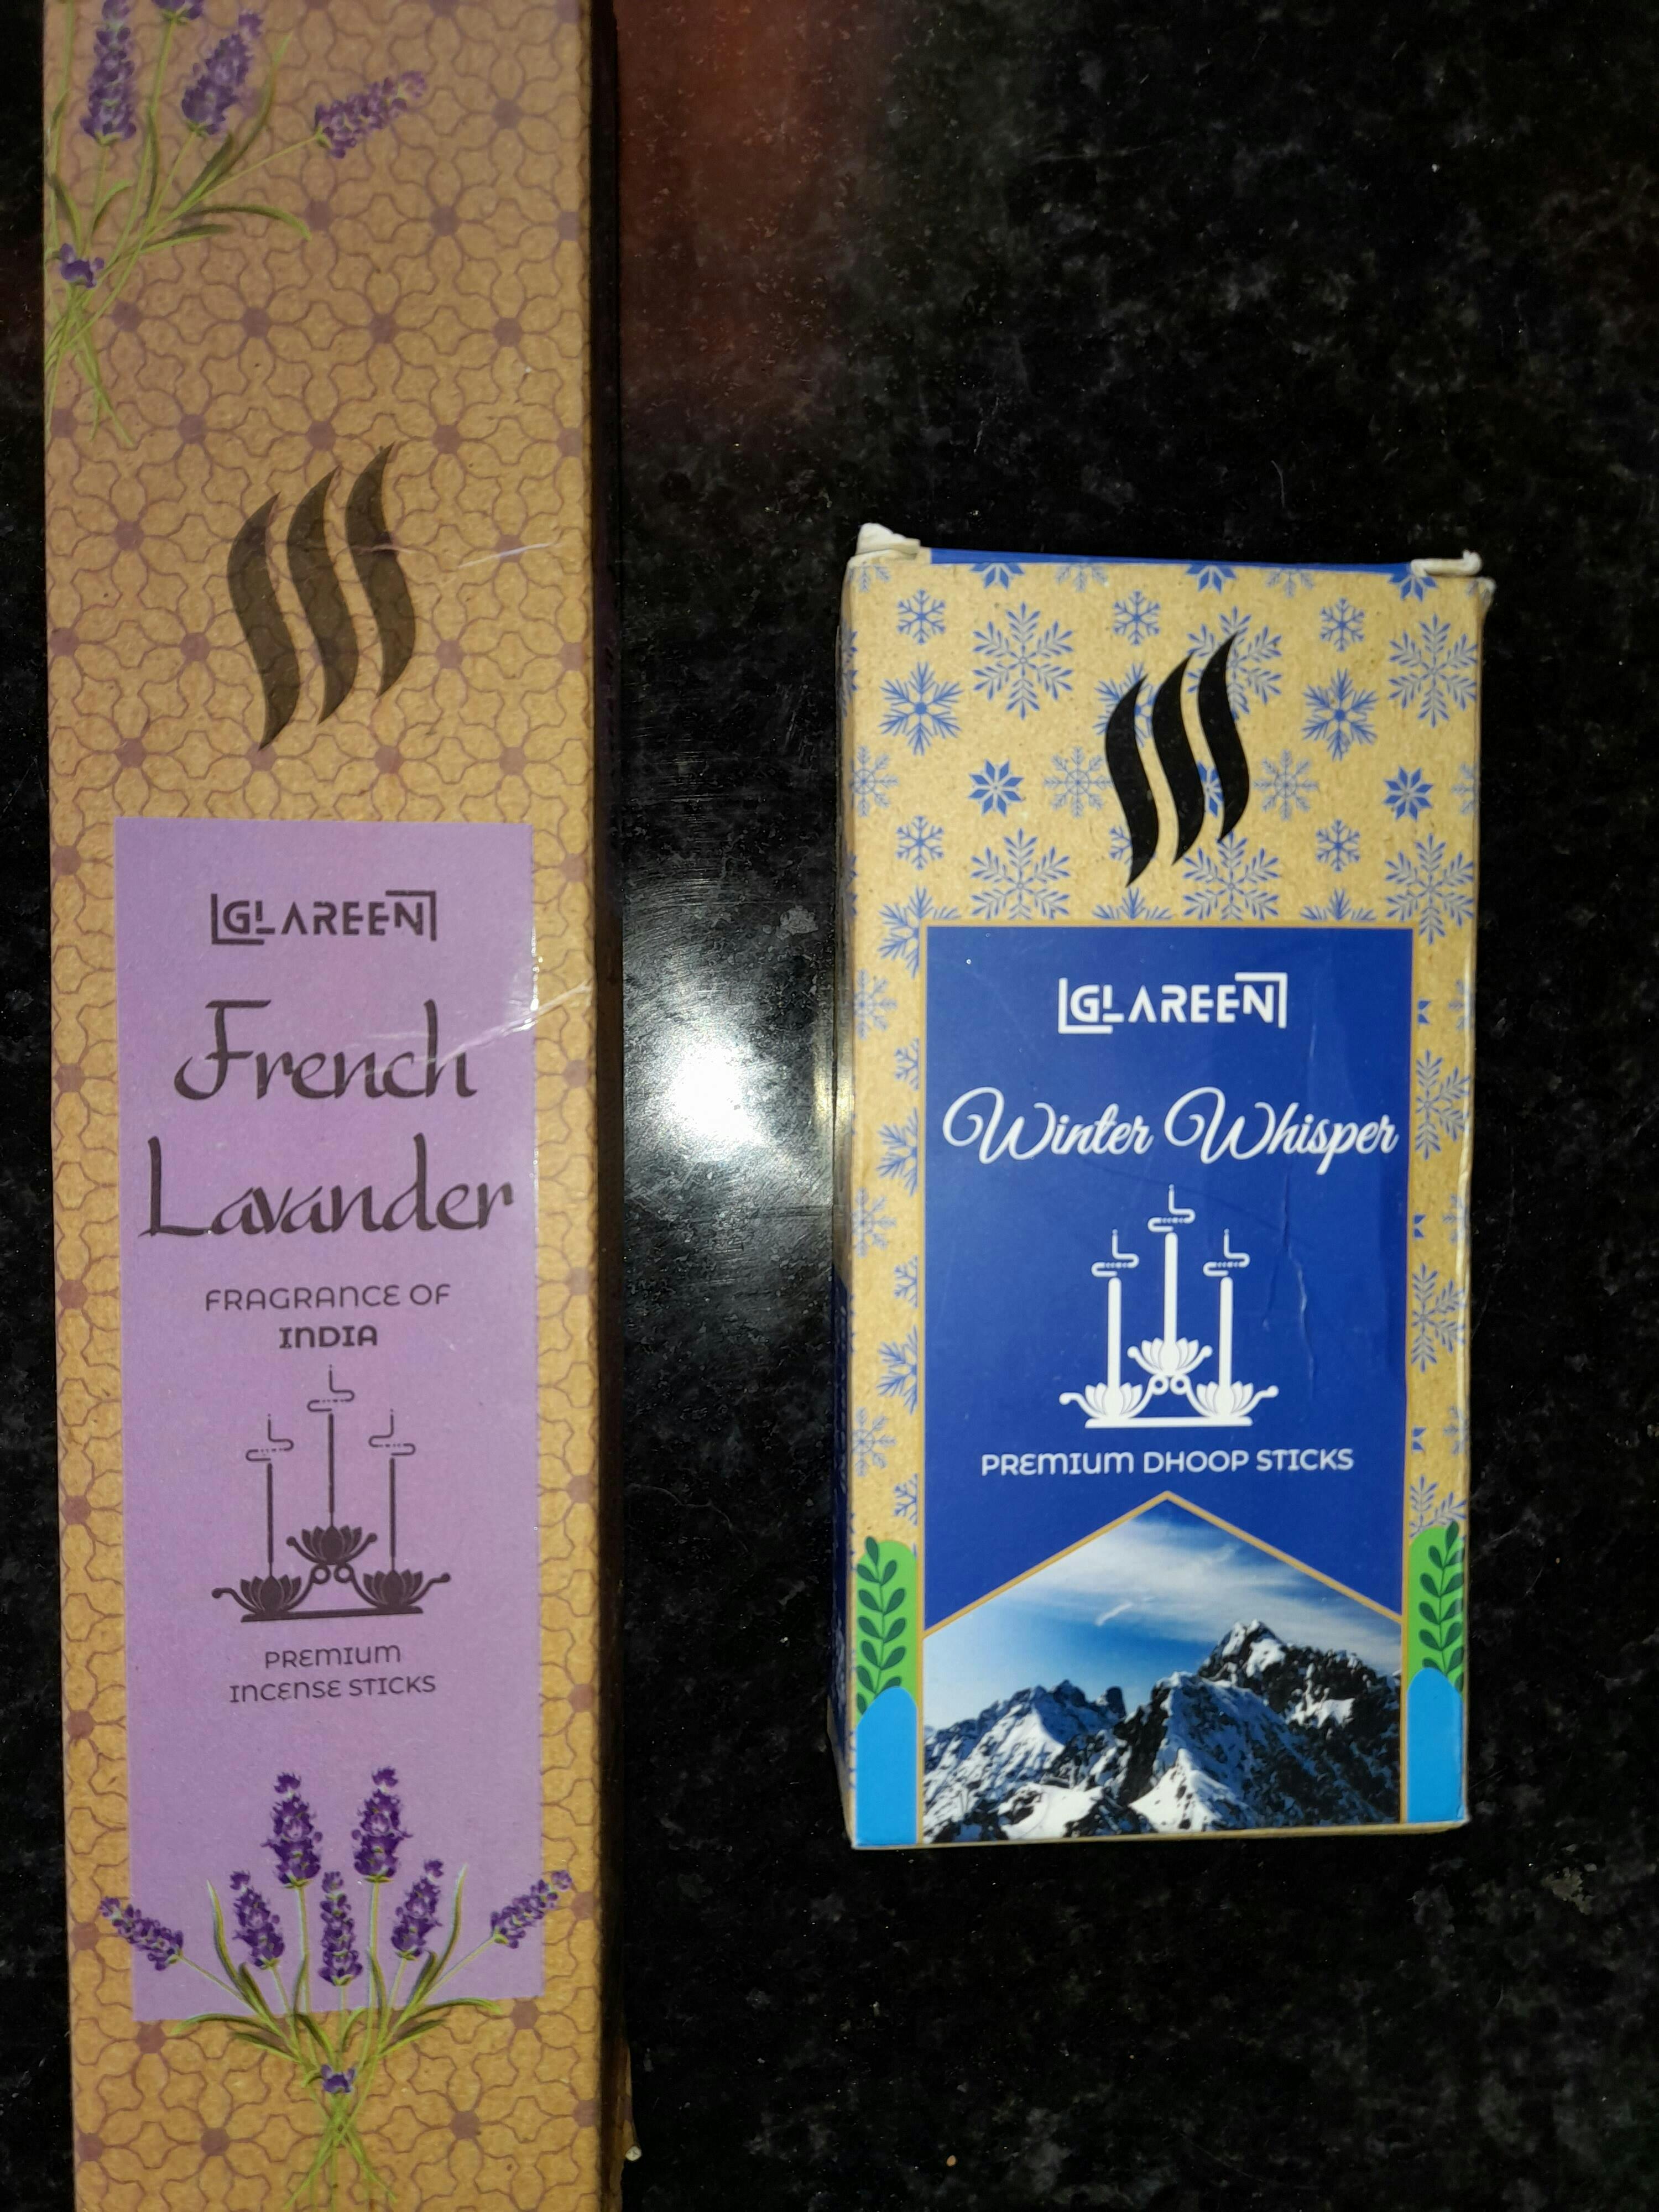 GLAREEN
French
Lavander
FRAGRANCE OF
INDIA
PREMIUM
INCENSE STICKS
GLAREEN
Winter Whisper
PREMIUM DHOOP STICKS